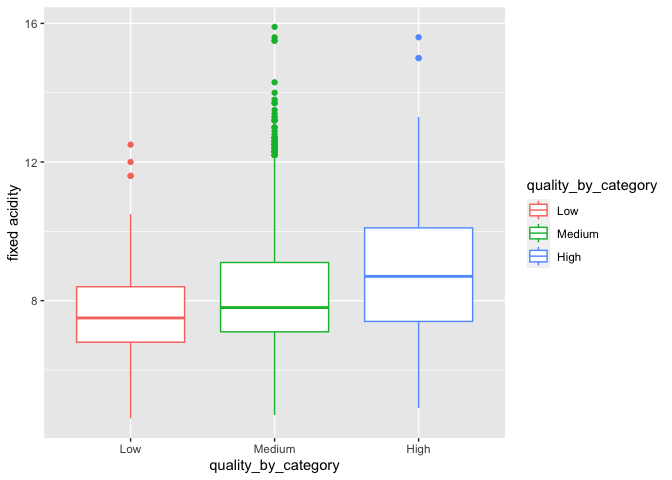 16
12
8
fixed acidity
Low
Medium
High
quality_by_category
quality_by_category
Low
Medium
High